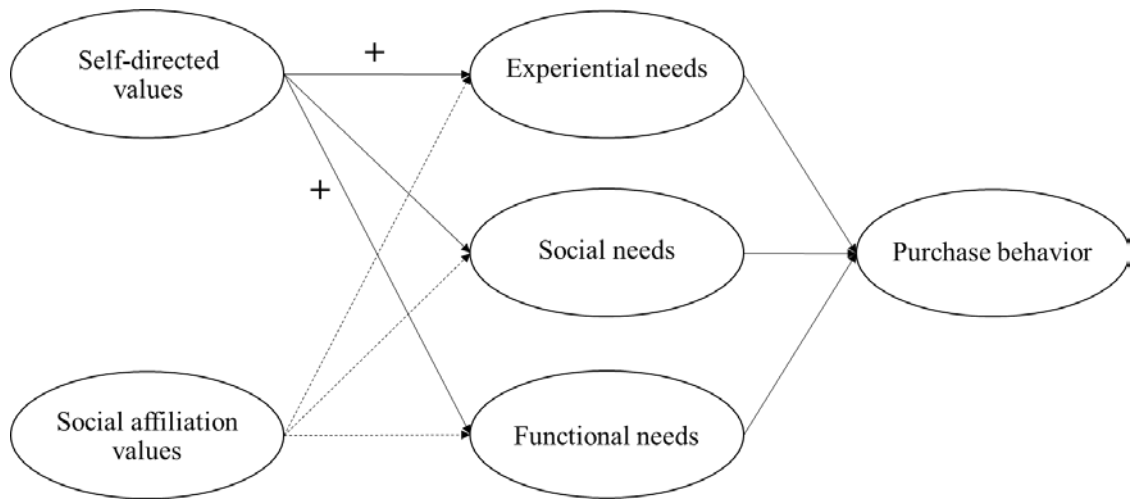 Self-directed
values
+
Experiential needs
+
Social needs
Purchase behavior
Social affiliation
values
Functional needs